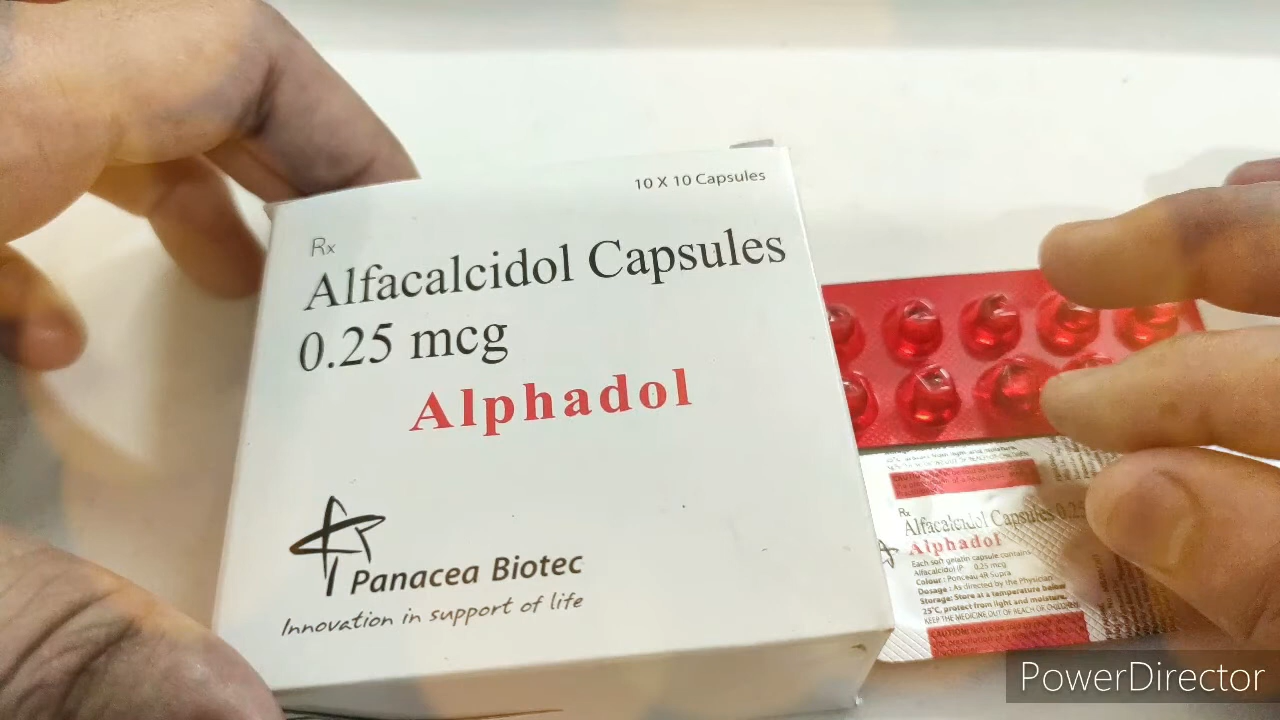 10 X 10 Capsules
Rx
Alfacalcidol Capsules
0.25 mcg
Alphadol
Panacea Biotec
Innovation in support of life
Rx
Alfacalcidol Capsules 0.25
Alphadol
Each soft gelatin capsule contains
Alfacalcidol IP 0.25 mcg
Colour : Ponceau 4R Supra
Dosage : As directed by the Physician
Storage: Store at a temperature below
25°C, protect from light and moisture.
KEEP THE MEDICINE OUT OF REACH OF CHILDREN
CAUTION:
PowerDirector